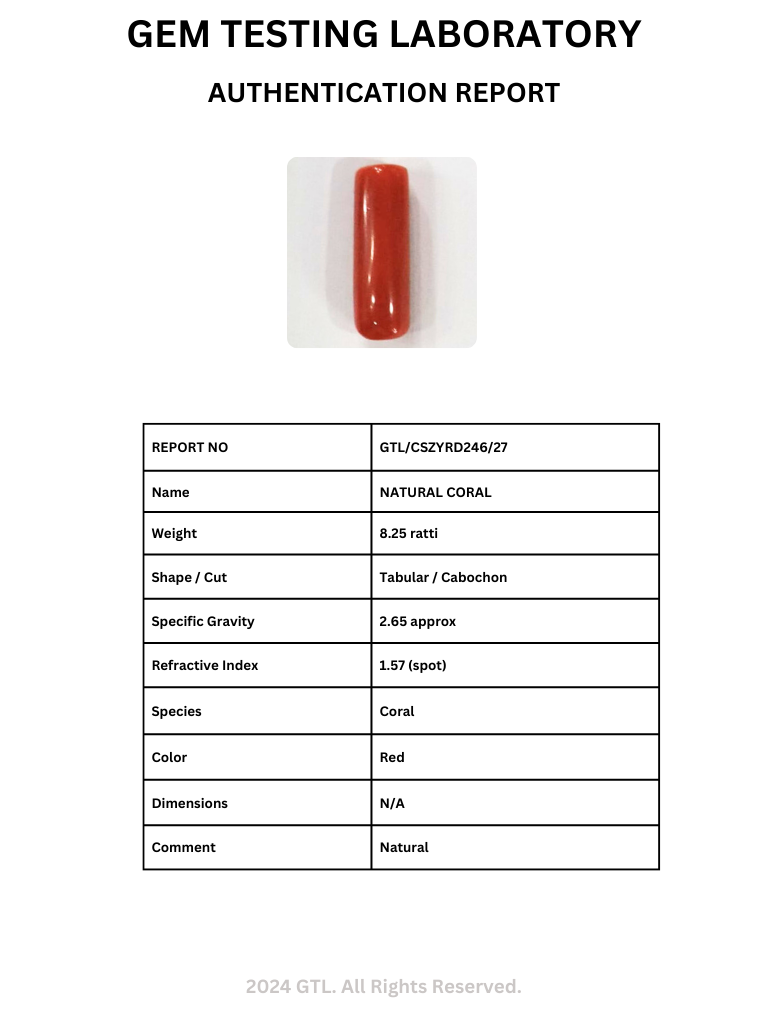 GEM TESTING LABORATORY
AUTHENTICATION REPORT
REPORT NO GTL/CSZYRD246/27
Name NATURAL CORAL
Weight 8.25 ratti
Shape / Cut Tabular / Cabochon
Specific Gravity 2.65 approx
Refractive Index 1.57 (spot)
Species Coral
Color Red
Dimensions N/A
Comment Natural
2024 GTL. All Rights Reserved.